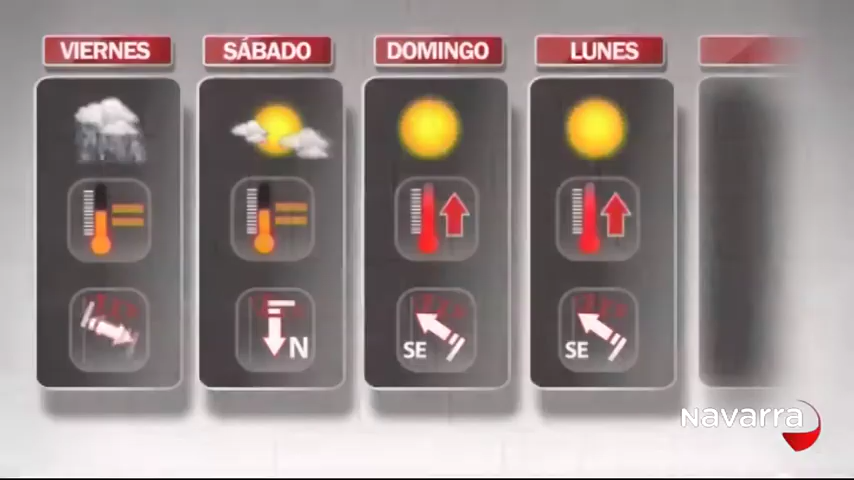 VIERNES
SÁBADO
DOMINGO
LUNES
N
SE
SE
Navarra